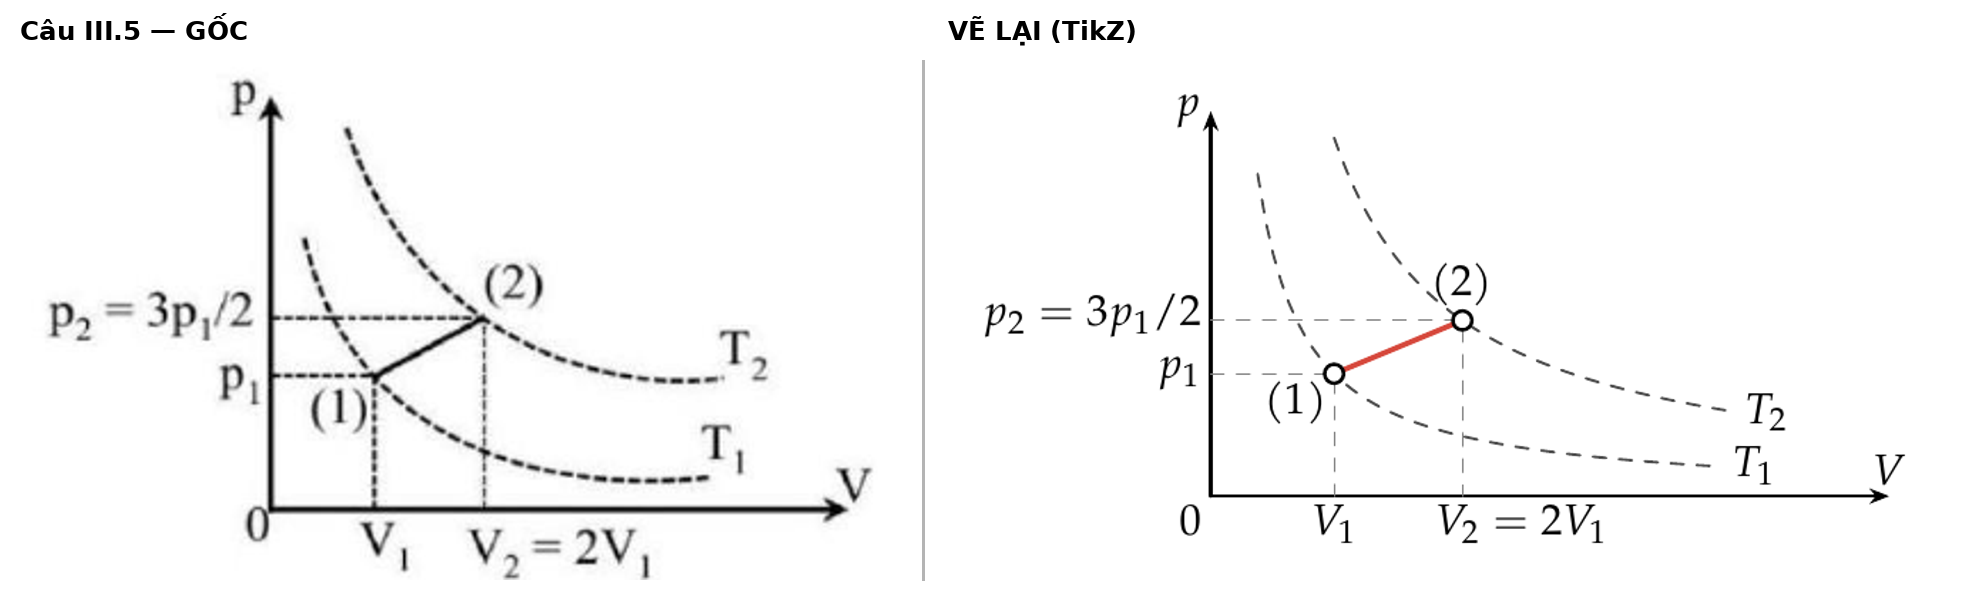 Câu III.5 — GỐC
p
(2)
p₂ = 3p₁/2
T₂
p₁
(1)
T₁
V
0
V₁
V₂ = 2V₁
VẼ LẠI (TikZ)
p
(2)
p₂ = 3p₁/2
p₁
(1)
T₂
T₁
V
0
V₁
V₂ = 2V₁